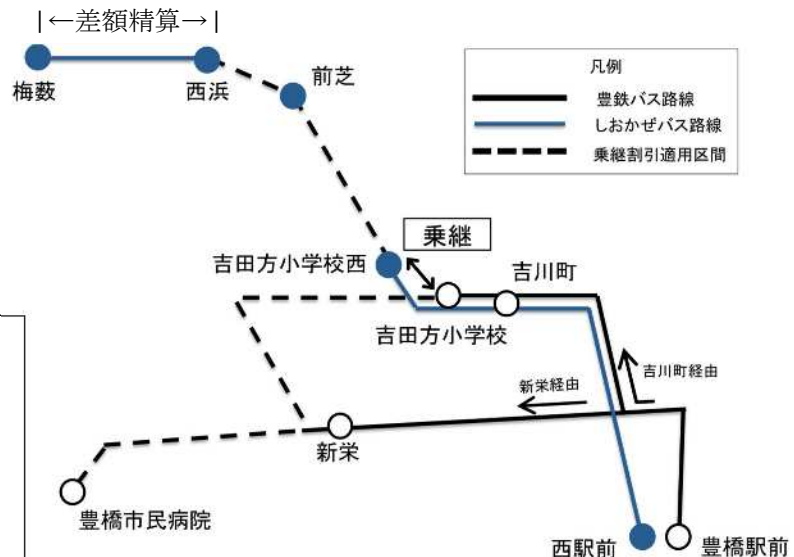 |←差額精算→|
梅薮
西浜
前芝
凡例
豊鉄バス路線
しおかぜバス路線
乗継割引適用区間
乗継
吉田方小学校西
吉川町
吉田方小学校
吉川町経由
新栄経由
新栄
豊橋市民病院
西駅前
豊橋駅前